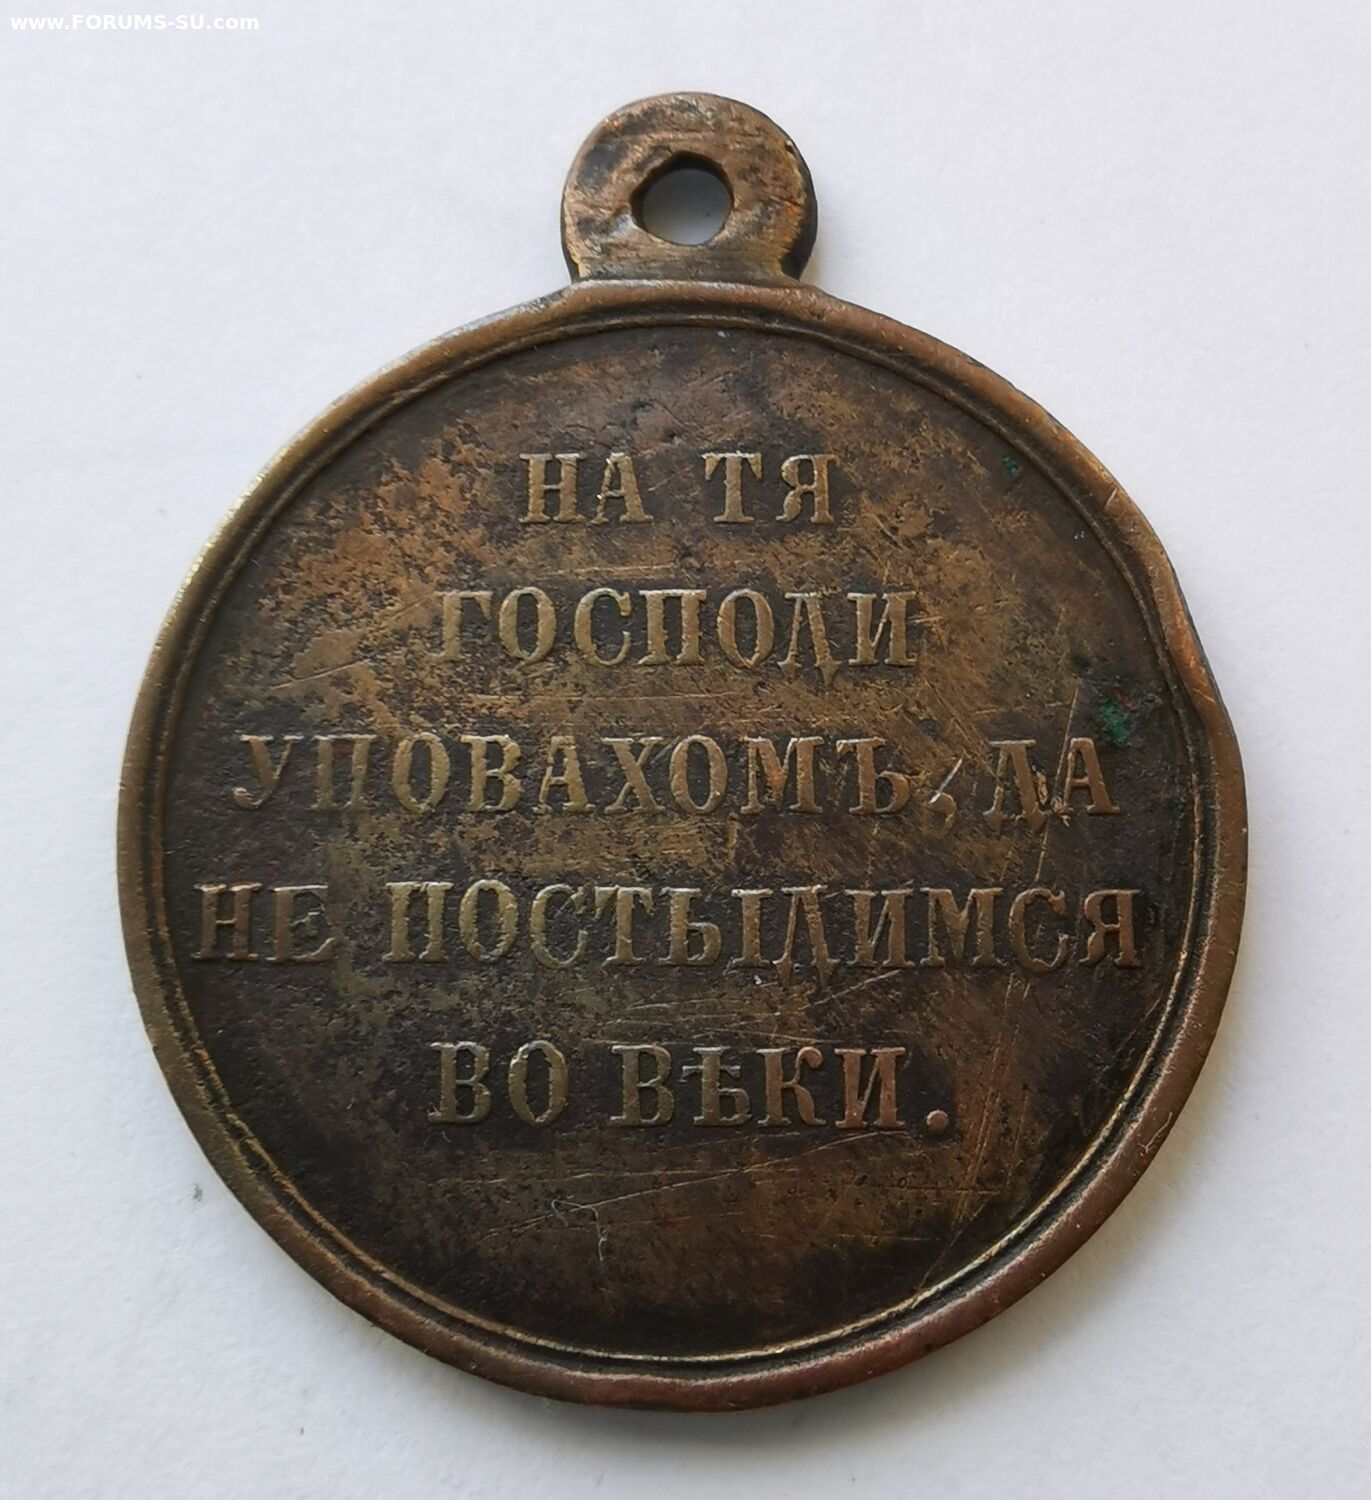 www.FORUMS-SU.com
НА ТЯ
ГОСПОДИ
УПОВАХОМЪ, ДА
НЕ ПОСТЫДИМСЯ
ВО ВѢКИ.